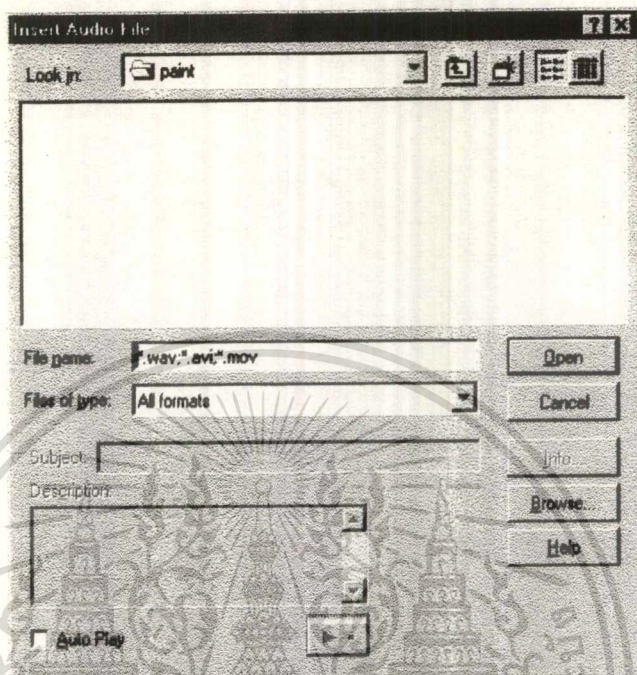 Insert Audio File
Look in: paint
File name: *.wav;*.avi;*.mov
Open
Files of type: All formats
Cancel
Subject:
Info...
Description:
Browse...
Help
Auto Play